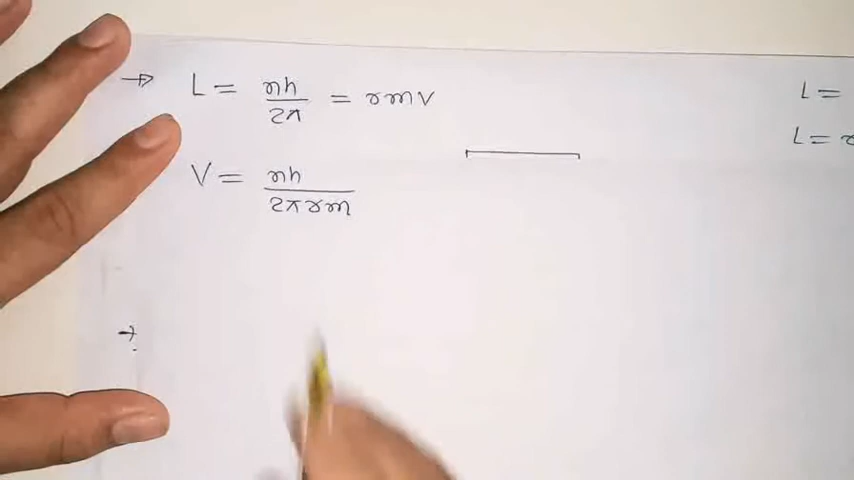 → L = nh/2π = rmv
L =
L = r
V = nh/2πrm
→